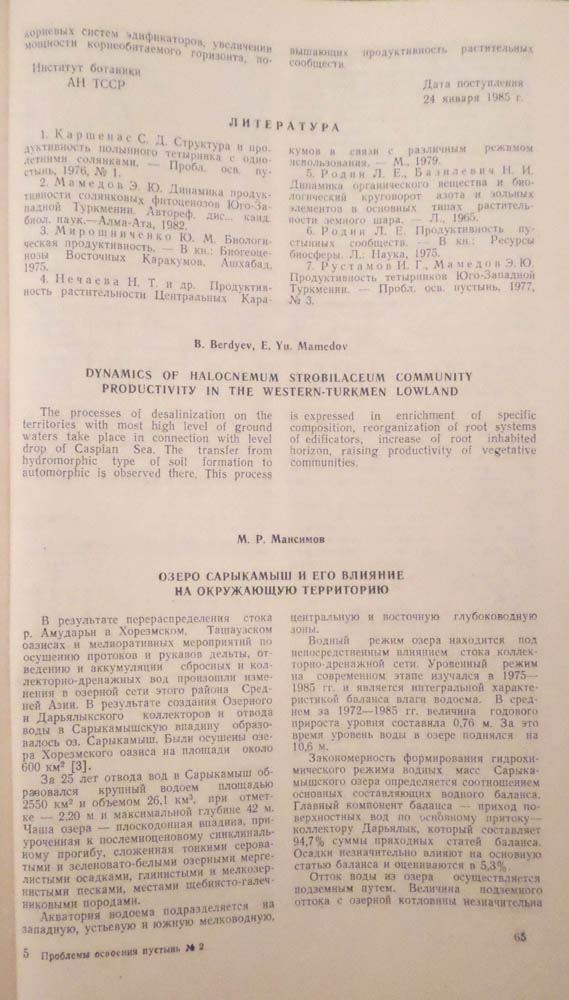 корневых систем эдификаторов, увеличении
мощности корнеобитаемого горизонта, по-
вышающих продуктивность растительных
сообществ.
Институт ботаники
АН ТССР
Дата поступления
24 января 1985 г.
ЛИТЕРАТУРА
1. Каршенас С. Д. Структура и про-
дуктивность полынного тетырника с одно-
летними солянками. — Пробл. осв. пу-
стынь, 1976, № 1.
2. Мамедов Э. Ю. Динамика продук-
тивности солянковых фитоценозов Юго-За-
падной Туркмении. Автореф. дис... канд.
биол. наук.—Алма-Ата, 1982.
3. Мирошниченко Ю. М. Биологи-
ческая продуктивность. — В кн.: Биогеоце-
нозы Восточных Каракумов. Ашхабад,
1975.
4. Нечаева Н. Т. и др. Продуктив-
ность растительности Центральных Кара-
кумов в связи с различным режимом
использования. — М., 1979.
5. Родин Л. Е., Базилевич Н. И.
Динамика органического вещества и био-
логический круговорот азота и зольных
элементов в основных типах раститель-
ности земного шара. — Л., 1965.
6. Родин Л. Е. Продуктивность пу-
стынных сообществ. — В кн.: Ресурсы
биосферы. Л.: Наука, 1975.
7. Рустамов И. Г., Мамедов Э. Ю.
Продуктивность тетырников Юго-Западной
Туркмении. — Пробл. осв. пустынь, 1977,
№ 3.
B. Berdyev, E. Yu. Mamedov
DYNAMICS OF HALOCNEMUM STROBILACEUM COMMUNITY
PRODUCTIVITY IN THE WESTERN-TURKMEN LOWLAND
The processes of desalinization on the
territories with most high level of ground
waters take place in connection with level
drop of Caspian Sea. The transfer from
hydromorphic type of soil formation to
automorphic is observed there. This process
is expressed in enrichment of specific
composition, reorganization of root systems
of edificators, increase of root inhabited
horizon, raising productivity of vegetative
communities.
М. Р. Мансимов
ОЗЕРО САРЫКАМЫШ И ЕГО ВЛИЯНИЕ
НА ОКРУЖАЮЩУЮ ТЕРРИТОРИЮ
В результате перераспределения стока
р. Амударьи в Хорезмском, Ташаузском
оазисах и мелиоративных мероприятий по
осушению протоков и рукавов дельты, от-
ведению и аккумуляции сбросных и кол-
лекторно-дренажных вод произошли изме-
нения в озерной сети этого района Сред-
ней Азии. В результате создания Озерного
и Дарьялыкского коллекторов и отвода
воды в Сарыкамышскую впадину образо-
валось оз. Сарыкамыш. Были осушены озе-
ра Хорезмского оазиса на площади около
600 км² [3].
За 25 лет отвода вод в Сарыкамыш об-
разовался крупный водоем площадью
2550 км² и объемом 26,1 км³, при отмет-
ке — 2,20 м и максимальной глубине 42 м.
Чаша озера — плоскодонная впадина, при-
уроченная к послемиоценовому синклиналь-
ному прогибу, сложенная тонкими серова-
тыми и зеленовато-белыми озерными мерге-
листыми осадками, глинистыми и мелкозер-
нистыми песками, местами щебнисто-галеч-
никовыми породами.
Акватория водоема подразделяется на
западную, устьевую и южную мелководную,
центральную и восточную глубоководную
зоны.
Водный режим озера находится под
непосредственным влиянием стока коллек-
торно-дренажной сети. Уровенный режим
на современном этапе изучался в 1975—
1985 гг. и является интегральной характе-
ристикой баланса влаги водоема. В сред-
нем за 1972—1985 гг. величина годового
прироста уровня составила 0,76 м. За это
время уровень воды в озере поднялся на
10,6 м.
Закономерность формирования гидрохи-
мического режима водных масс Сарыка-
мышского озера определяется соотношением
основных составляющих водного баланса.
Главный компонент баланса — приход по-
верхностных вод по основному притоку—
коллектору Дарьялык, который составляет
94,7% суммы приходных статей баланса.
Осадки незначительно влияют на основную
статью баланса и оцениваются в 5,3%.
Отток воды из озера осуществляется
подземным путем. Величина подземного
оттока с озерной котловины незначительна
5 Проблемы освоения пустынь № 2
65